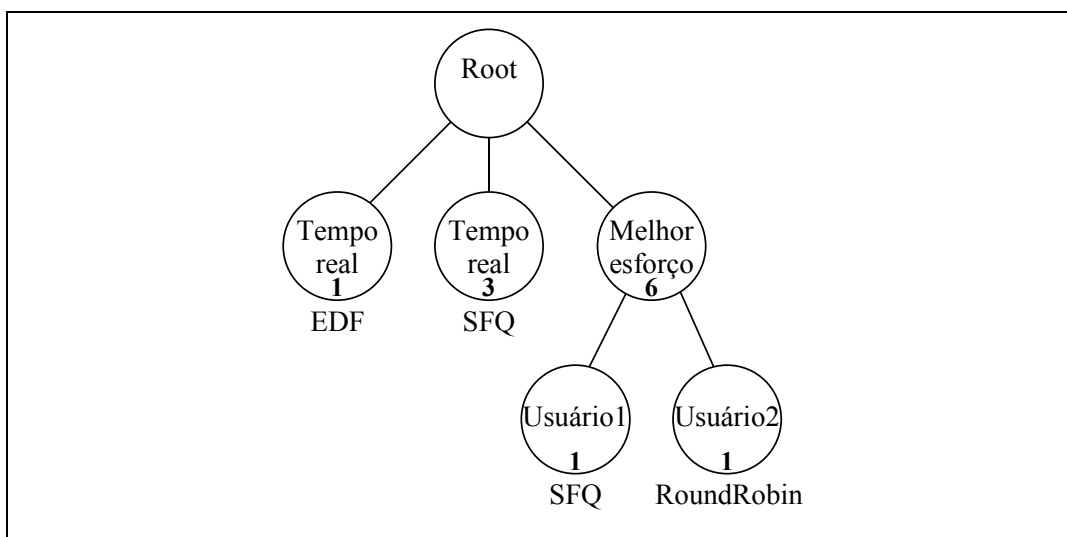 Root
Tempo
real
1
EDF
Tempo
real
3
SFQ
Melhor
esforço
6
Usuário1
1
SFQ
Usuário2
1
RoundRobin